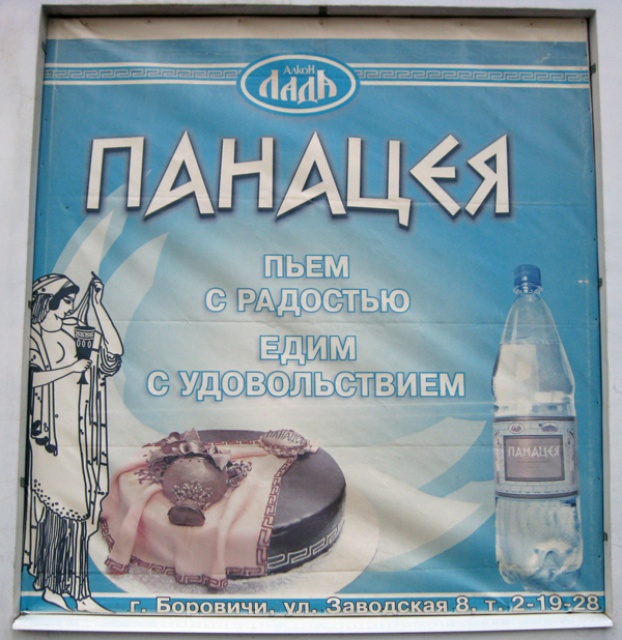 Алкон
ЛАДА
ПАНАЦЕЯ
ПЬЕМ
С РАДОСТЬЮ
ЕДИМ
С УДОВОЛЬСТВИЕМ
ПАНАЦЕЯ
г. Боровичи, ул. Заводская 8, т. 2-19-28